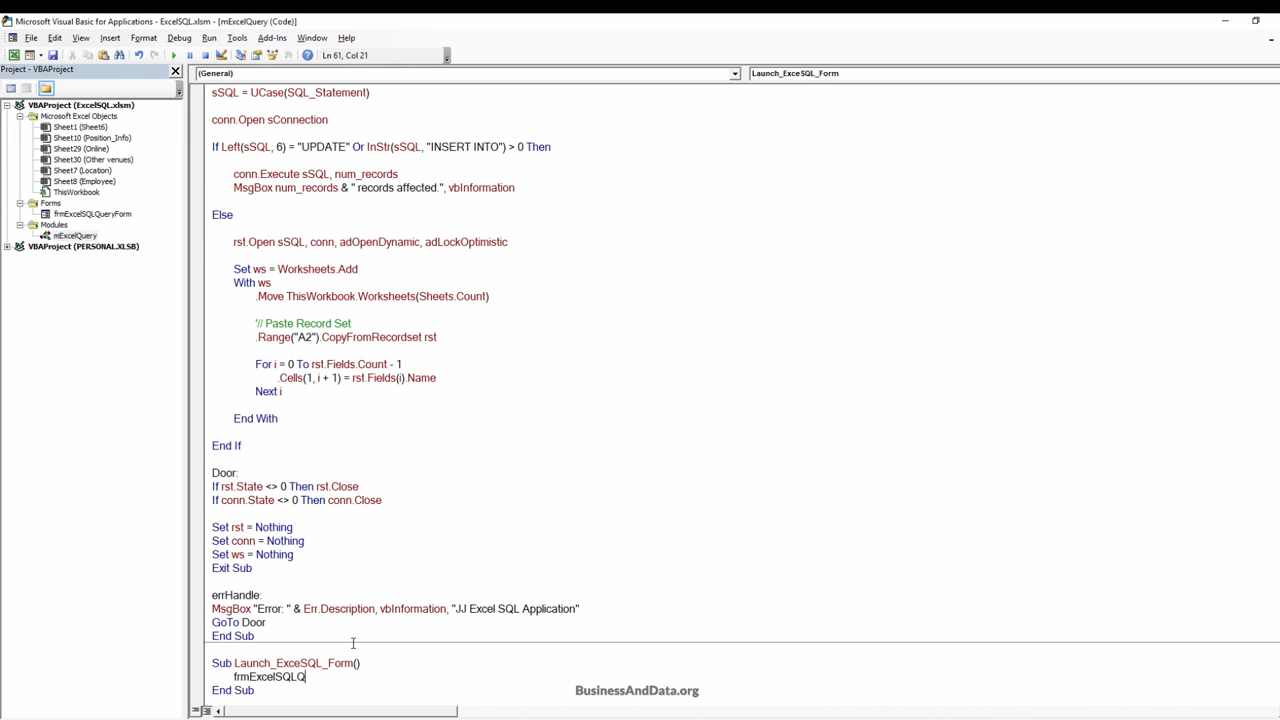 Microsoft Visual Basic for Applications - ExcelSQL.xlsm - [mExcelQuery (Code)]
File Edit View Insert Format Debug Run Tools Add-Ins Window Help
Ln 61, Col 21
Project - VBAProject
(General)
Launch_ExceSQL_Form
VBAProject (ExcelSQL.xlsm)
Microsoft Excel Objects
Sheet1 (Sheet6)
Sheet10 (Position_Info)
Sheet29 (Online)
Sheet30 (Other venues)
Sheet7 (Location)
Sheet8 (Employee)
ThisWorkbook
Forms
frmExcelSQLQueryForm
Modules
mExcelQuery
VBAProject (PERSONAL.XLSB)
sSQL = UCase(SQL_Statement)
conn.Open sConnection
If Left(sSQL, 6) = "UPDATE" Or InStr(sSQL, "INSERT INTO") > 0 Then
conn.Execute sSQL, num_records
MsgBox num_records & " records affected.", vbInformation
Else
rst.Open sSQL, conn, adOpenDynamic, adLockOptimistic
Set ws = Worksheets.Add
With ws
.Move ThisWorkbook.Worksheets(Sheets.Count)
'// Paste Record Set
.Range("A2").CopyFromRecordset rst
For i = 0 To rst.Fields.Count - 1
.Cells(1, i + 1) = rst.Fields(i).Name
Next i
End With
End If
Door:
If rst.State <> 0 Then rst.Close
If conn.State <> 0 Then conn.Close
Set rst = Nothing
Set conn = Nothing
Set ws = Nothing
Exit Sub
errHandle:
MsgBox "Error: " & Err.Description, vbInformation, "JJ Excel SQL Application"
GoTo Door
End Sub
Sub Launch_ExceSQL_Form()
frmExcelSQLQ
End Sub
BusinessAndData.org